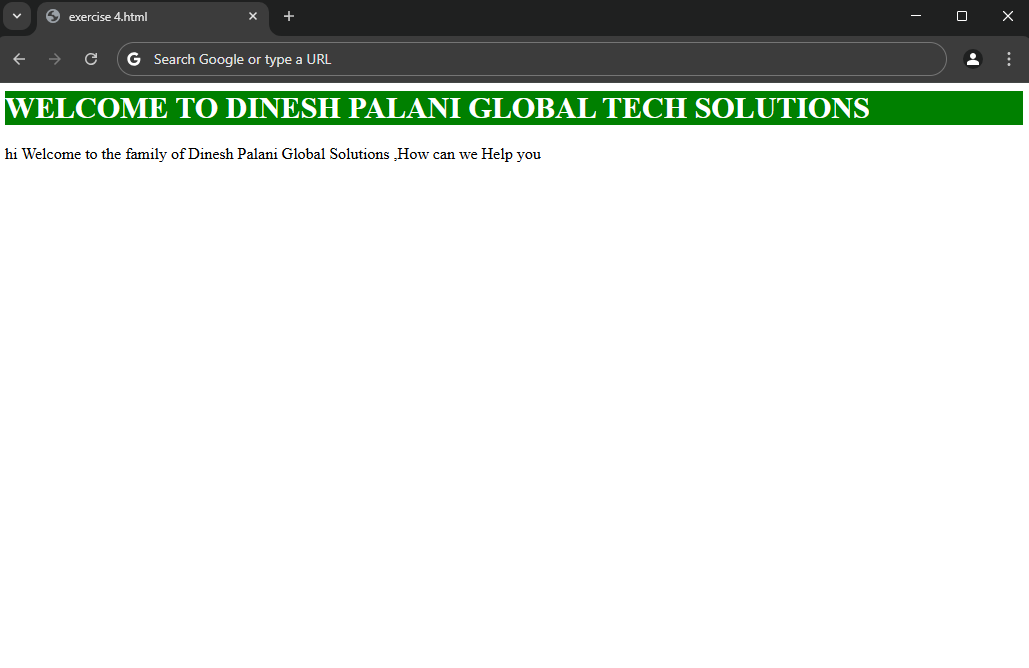 exercise 4.html
Search Google or type a URL
WELCOME TO DINESH PALANI GLOBAL TECH SOLUTIONS
hi Welcome to the family of Dinesh Palani Global Solutions ,How can we Help you